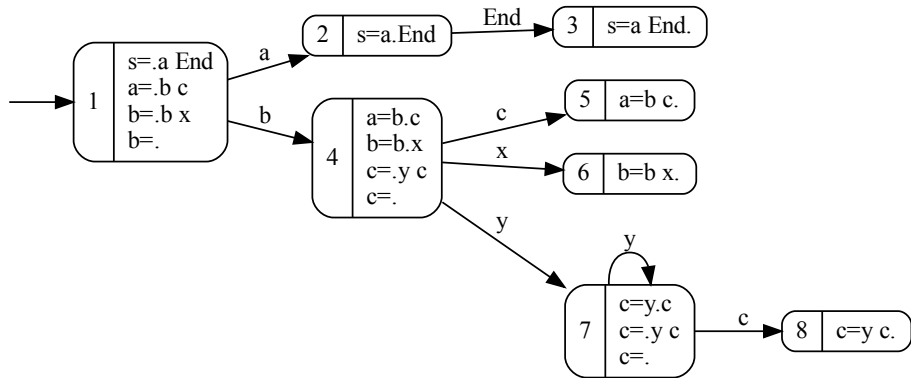 1
s=.a End
a=.b c
b=.b x
b=.
a
2
s=a.End
End
3
s=a End.
b
4
a=b.c
b=b.x
c=.y c
c=.
c
5
a=b c.
x
6
b=b x.
y
y
7
c=y.c
c=.y c
c=.
c
8
c=y c.